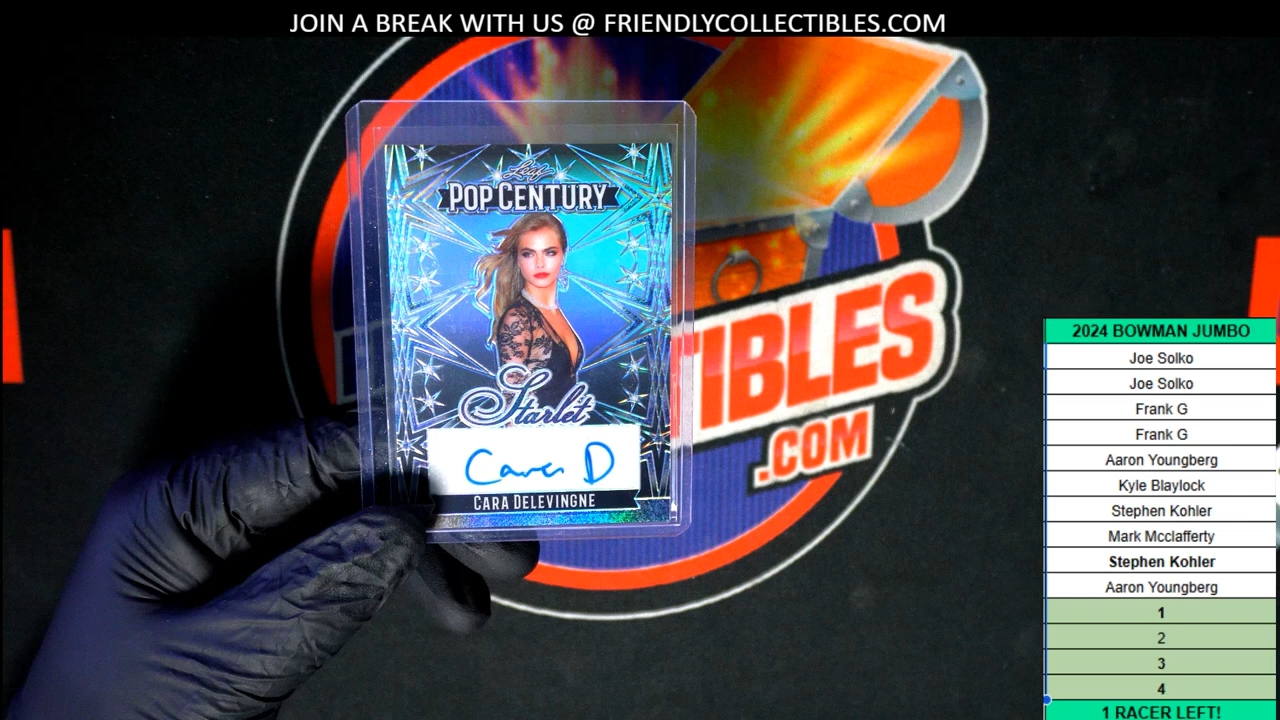 JOIN A BREAK WITH US @ FRIENDLYCOLLECTIBLES.COM
Leaf
POP CENTURY
Starlet
Cara D
CARA DELEVINGNE
TIBLES
.COM
2024 BOWMAN JUMBO
Joe Solko
Joe Solko
Frank G
Frank G
Aaron Youngberg
Kyle Blaylock
Stephen Kohler
Mark Mcclafferty
Stephen Kohler
Aaron Youngberg
1
2
3
4
1 RACER LEFT!